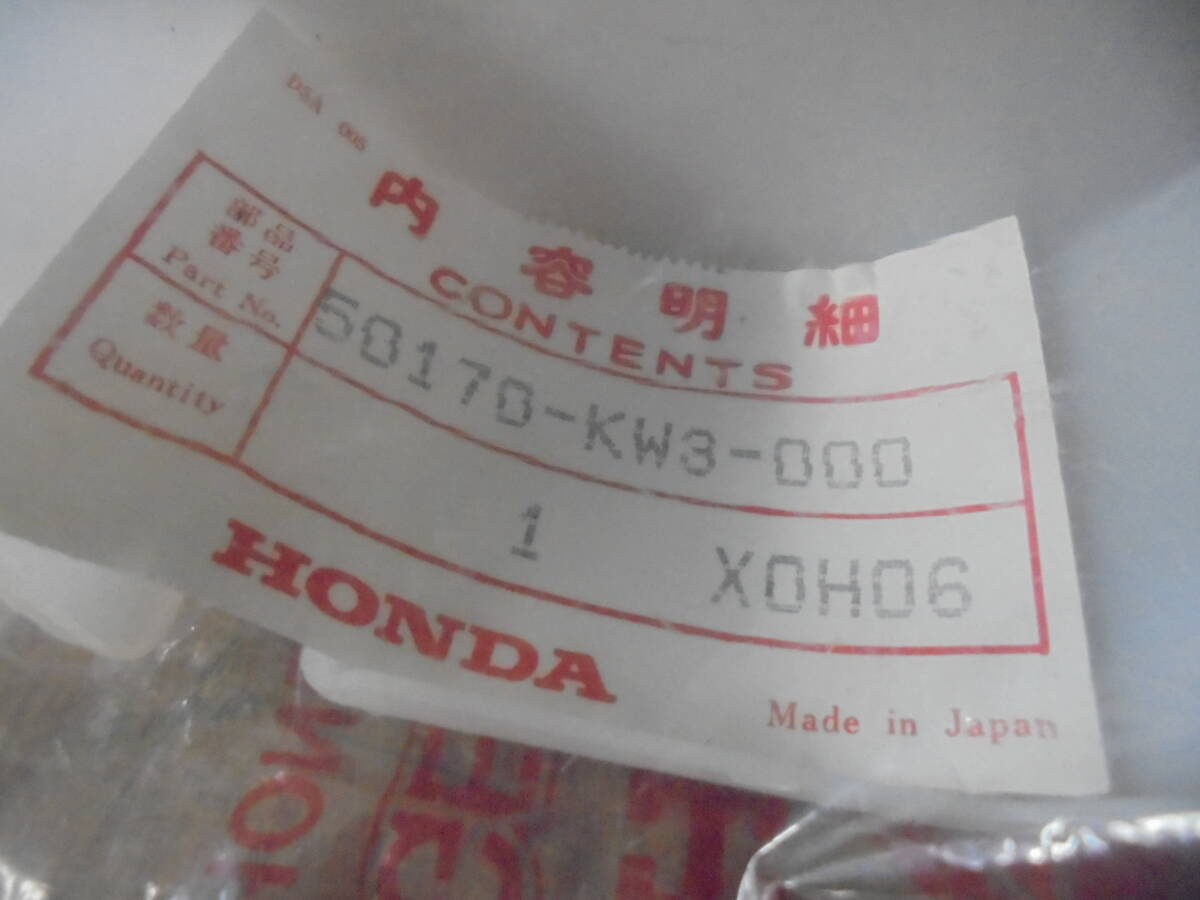 DSA 006
内容明細
CONTENTS
部品
番号
Part No.
50170-KW3-000
数量
Quantity
1 X0H06
HONDA
Made in Japan